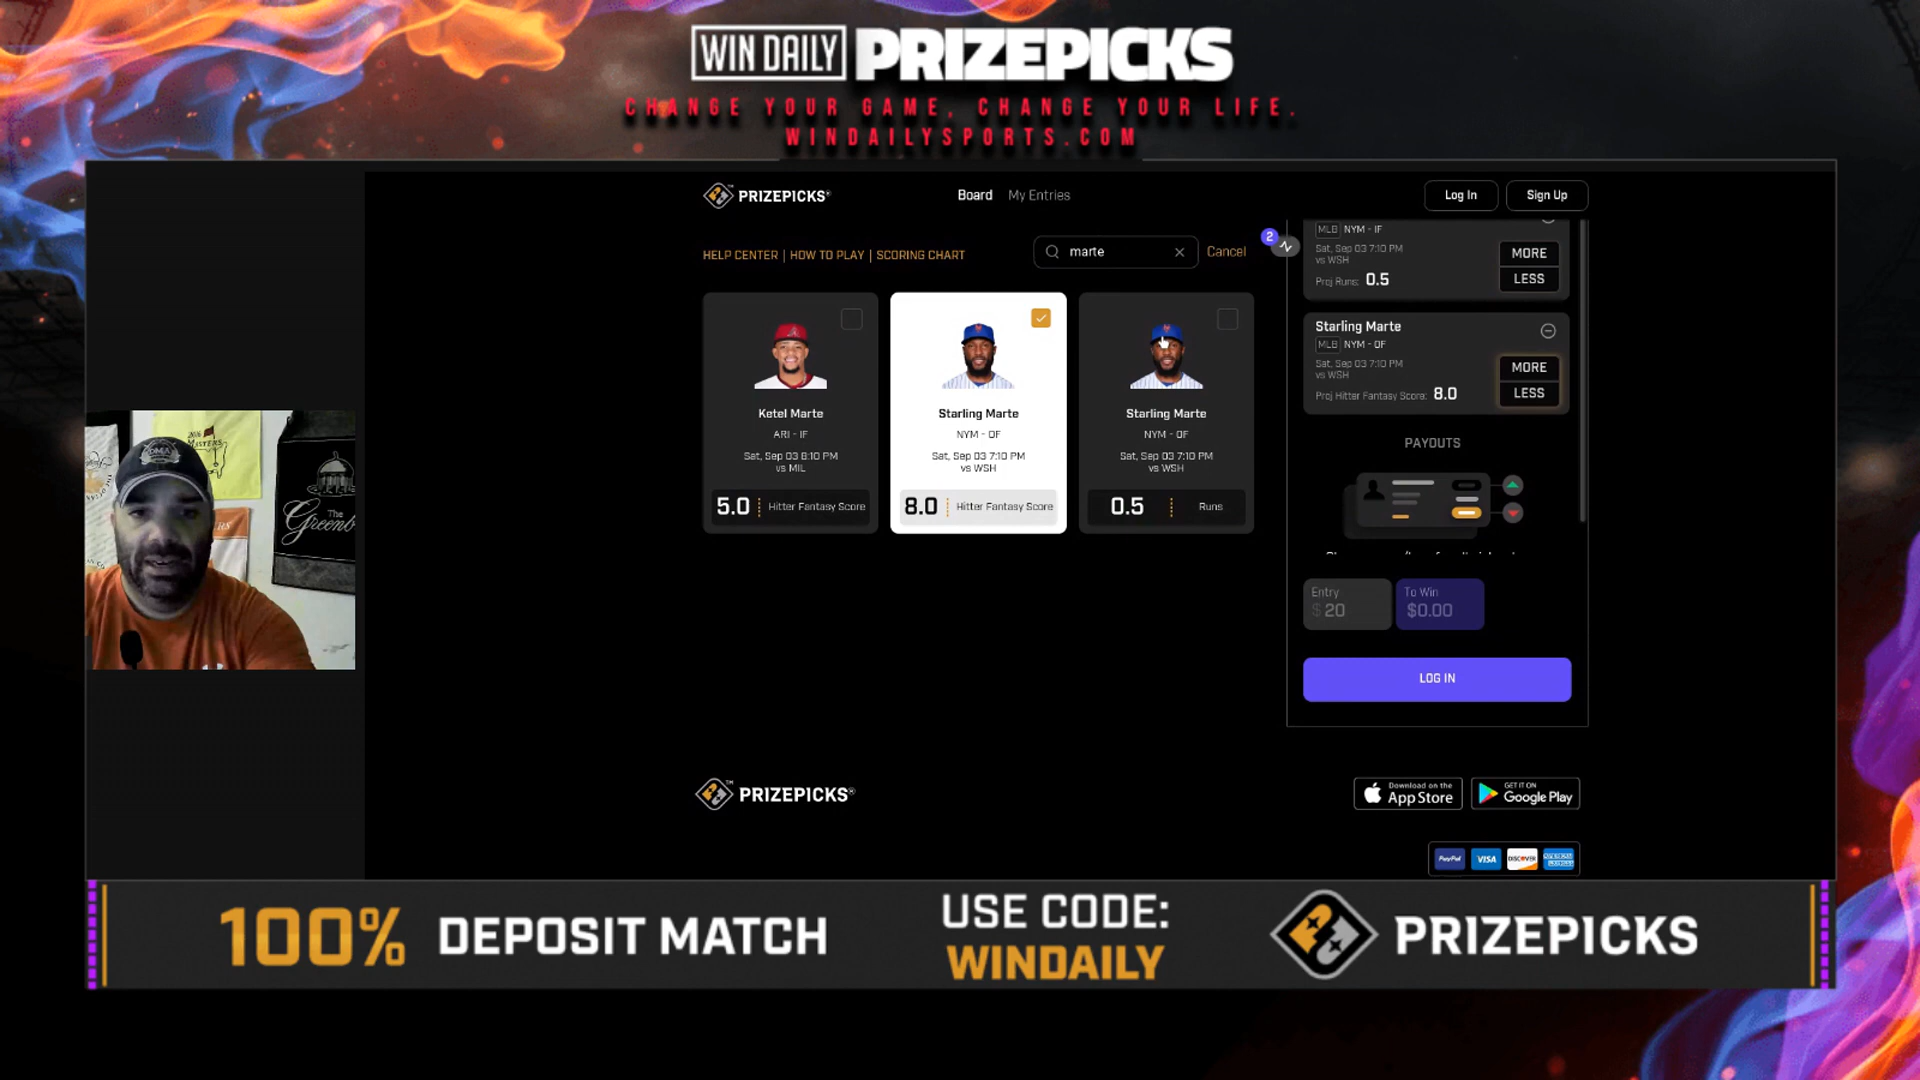 WIN DAILY PRIZEPICKS
CHANGE YOUR GAME, CHANGE YOUR LIFE.
WINDAILYSPORTS.COM
PRIZEPICKS®
Board
My Entries
Log In
Sign Up
HELP CENTER | HOW TO PLAY | SCORING CHART
marte
Cancel
2
Ketel Marte
ARI - IF
Sat, Sep 03 8:10 PM
vs MIL
5.0 Hitter Fantasy Score
Starling Marte
NYM - OF
Sat, Sep 03 7:10 PM
vs WSH
8.0 Hitter Fantasy Score
Starling Marte
NYM - OF
Sat, Sep 03 7:10 PM
vs WSH
0.5 Runs
MLB NYM - IF
Sat, Sep 03 7:10 PM
vs WSH
Proj Runs: 0.5
MORE
LESS
Starling Marte
MLB NYM - OF
Sat, Sep 03 7:10 PM
vs WSH
Proj Hitter Fantasy Score: 8.0
MORE
LESS
PAYOUTS
Entry
$ 20
To Win
$0.00
LOG IN
PRIZEPICKS®
Download on the
App Store
GET IT ON
Google Play
PayPal
VISA
DISCOVER
2016
MASTERS
DMA
The
100% DEPOSIT MATCH
USE CODE:
WINDAILY
PRIZEPICKS